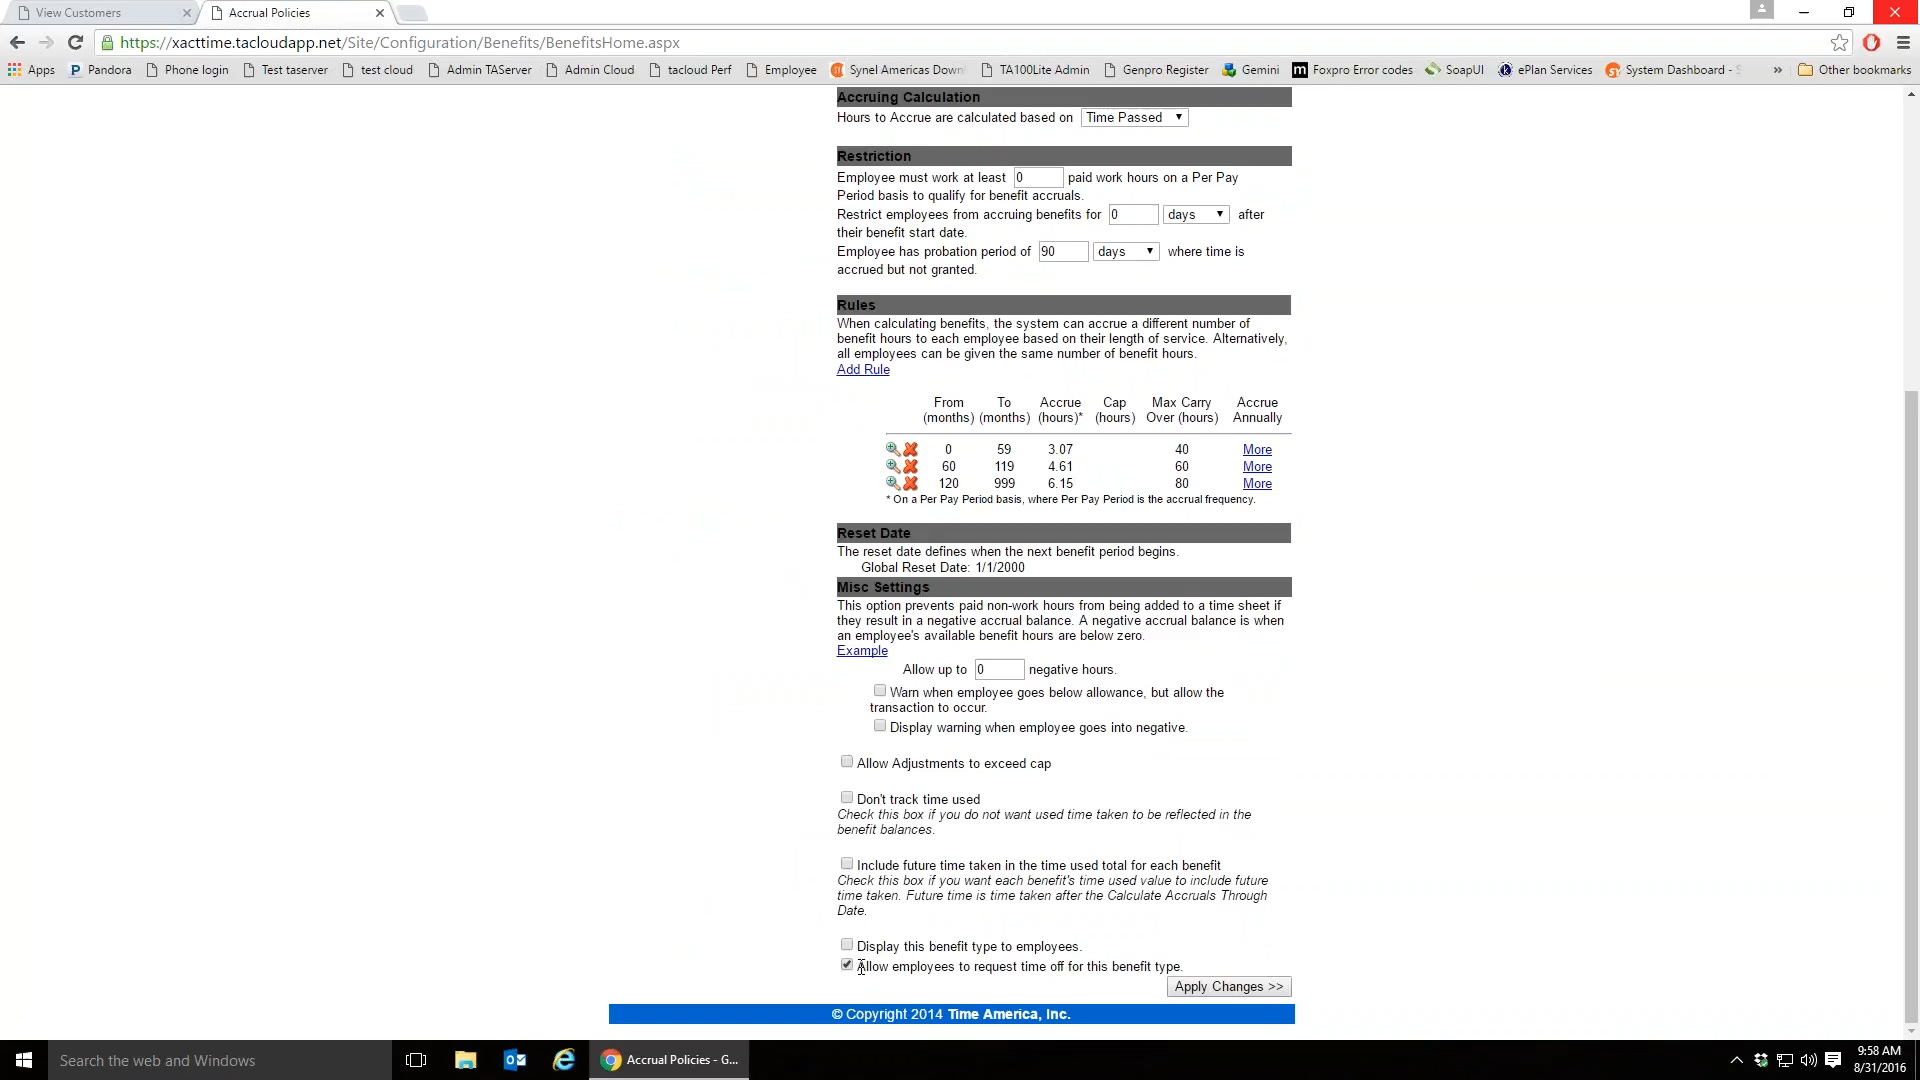 View Customers
Accrual Policies
https://xacttime.tacloudapp.net/Site/Configuration/Benefits/BenefitsHome.aspx
Apps Pandora Phone login Test taserver test cloud Admin TAServer Admin Cloud tacloud Perf Employee Synel Americas Down TA100Lite Admin Genpro Register Gemini Foxpro Error codes SoapUI ePlan Services System Dashboard - » Other bookmarks
Accruing Calculation
Hours to Accrue are calculated based on Time Passed
Restriction
Employee must work at least 0 paid work hours on a Per Pay
Period basis to qualify for benefit accruals.
Restrict employees from accruing benefits for 0 days after
their benefit start date.
Employee has probation period of 90 days where time is
accrued but not granted.
Rules
When calculating benefits, the system can accrue a different number of
benefit hours to each employee based on their length of service. Alternatively,
all employees can be given the same number of benefit hours.
Add Rule
From To Accrue Cap Max Carry Accrue
(months) (months) (hours)* (hours) Over (hours) Annually
0 59 3.07 40 More
60 119 4.61 60 More
120 999 6.15 80 More
* On a Per Pay Period basis, where Per Pay Period is the accrual frequency.
Reset Date
The reset date defines when the next benefit period begins.
Global Reset Date: 1/1/2000
Misc Settings
This option prevents paid non-work hours from being added to a time sheet if
they result in a negative accrual balance. A negative accrual balance is when
an employee's available benefit hours are below zero.
Example
Allow up to 0 negative hours.
Warn when employee goes below allowance, but allow the
transaction to occur.
Display warning when employee goes into negative.
Allow Adjustments to exceed cap
Don't track time used
Check this box if you do not want used time taken to be reflected in the
benefit balances.
Include future time taken in the time used total for each benefit
Check this box if you want each benefit's time used value to include future
time taken. Future time is time taken after the Calculate Accruals Through
Date.
Display this benefit type to employees.
Allow employees to request time off for this benefit type.
Apply Changes >>
© Copyright 2014 Time America, Inc.
Search the web and Windows
Accrual Policies - G...
9:58 AM
8/31/2016